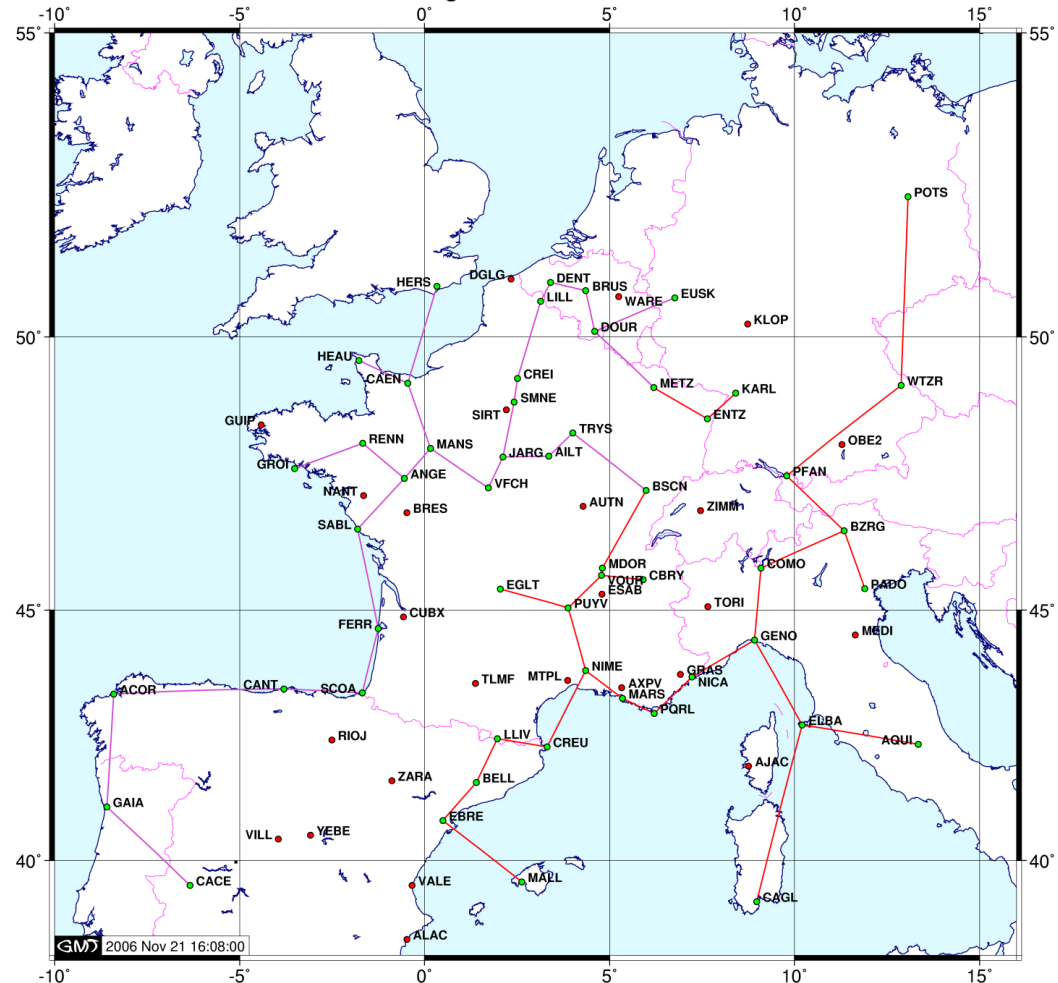 -10° -5° 0° 5° 10° 15°
55° 55°
POTS
HERS DGLG DENT
BRUS
EUSK
LILL WARE
KLOP
DOUR
50° 50°
HEAU
CREI
CAEN METZ KARL WTZR
SMNE
SIRT ENTZ
GUIP TRYS
RENN MANS OBE2
JARG AILT
GROI ANGE PFAN
VFCH BSCN
NANT AUTN ZIMM
BRES
SABL BZRG
MDOR COMO
VOUR CBRY
EGLT ESAB PADO
PUYV TORI
45° 45°
CUBX
FERR GENO MEDI
NIME
MTPL GRAS
TLMF AXPV NICA
ACOR CANT SCOA MARS
PQRL
ELBA
RIOJ LLIV AQUI
CREU
AJAC
ZARA BELL
GAIA
EBRE
VILL YEBE
40° 40°
CACE VALE MALL
CAGL
ALAC
GMT 2006 Nov 21 16:08:00
-10° -5° 0° 5° 10° 15°